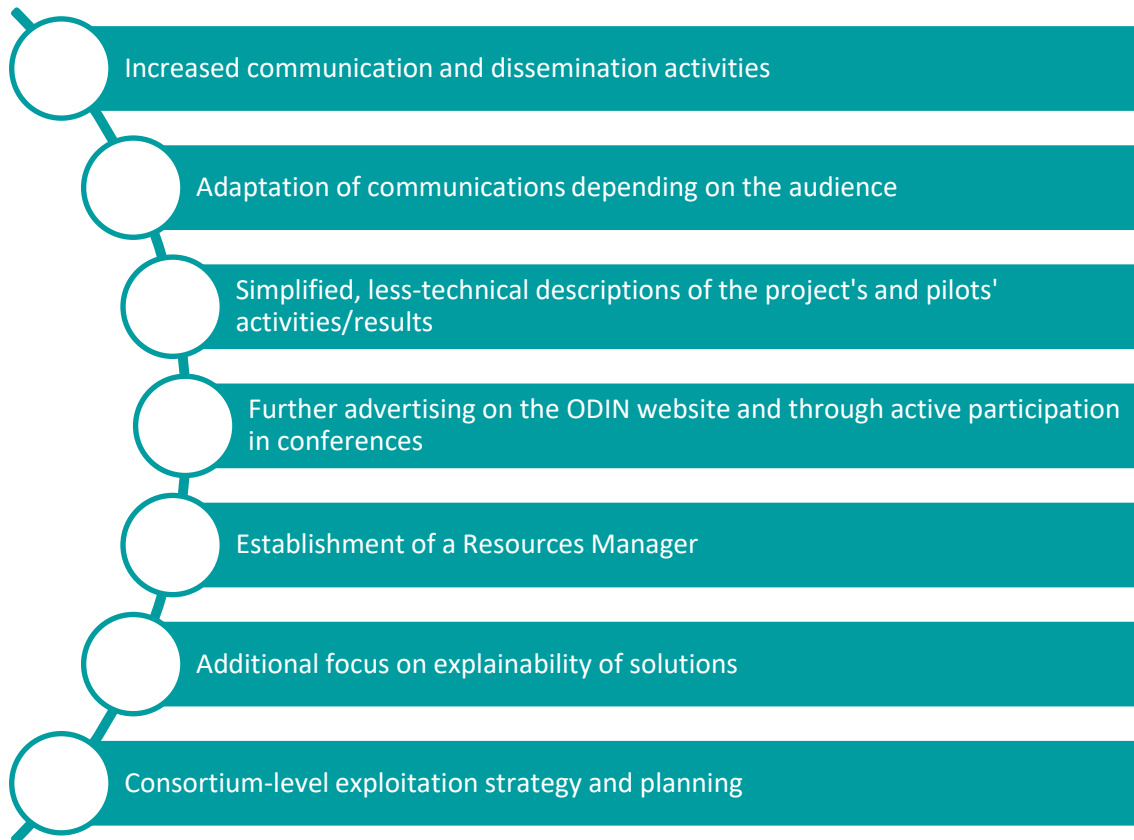 Increased communication and dissemination activities
Adaptation of communications depending on the audience
Simplified, less-technical descriptions of the project's and pilots'
activities/results
Further advertising on the ODIN website and through active participation
in conferences
Establishment of a Resources Manager
Additional focus on explainability of solutions
Consortium-level exploitation strategy and planning